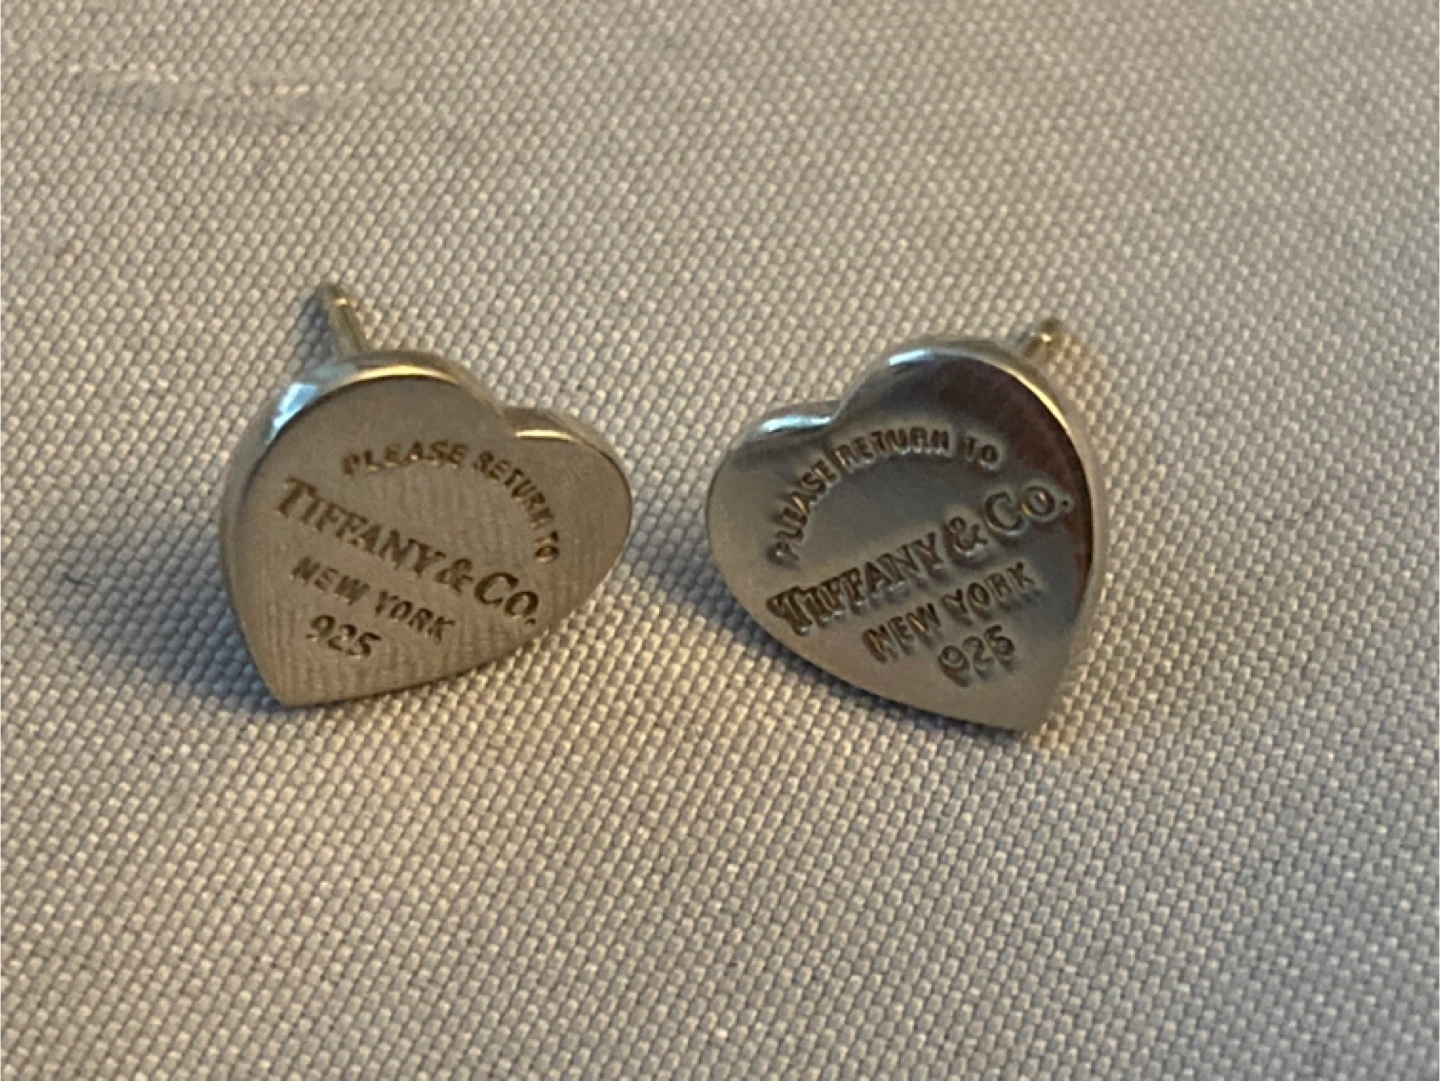 PLEASE RETURN TO
TIFFANY & CO.
NEW YORK
925
PLEASE RETURN TO
TIFFANY & CO.
NEW YORK
925